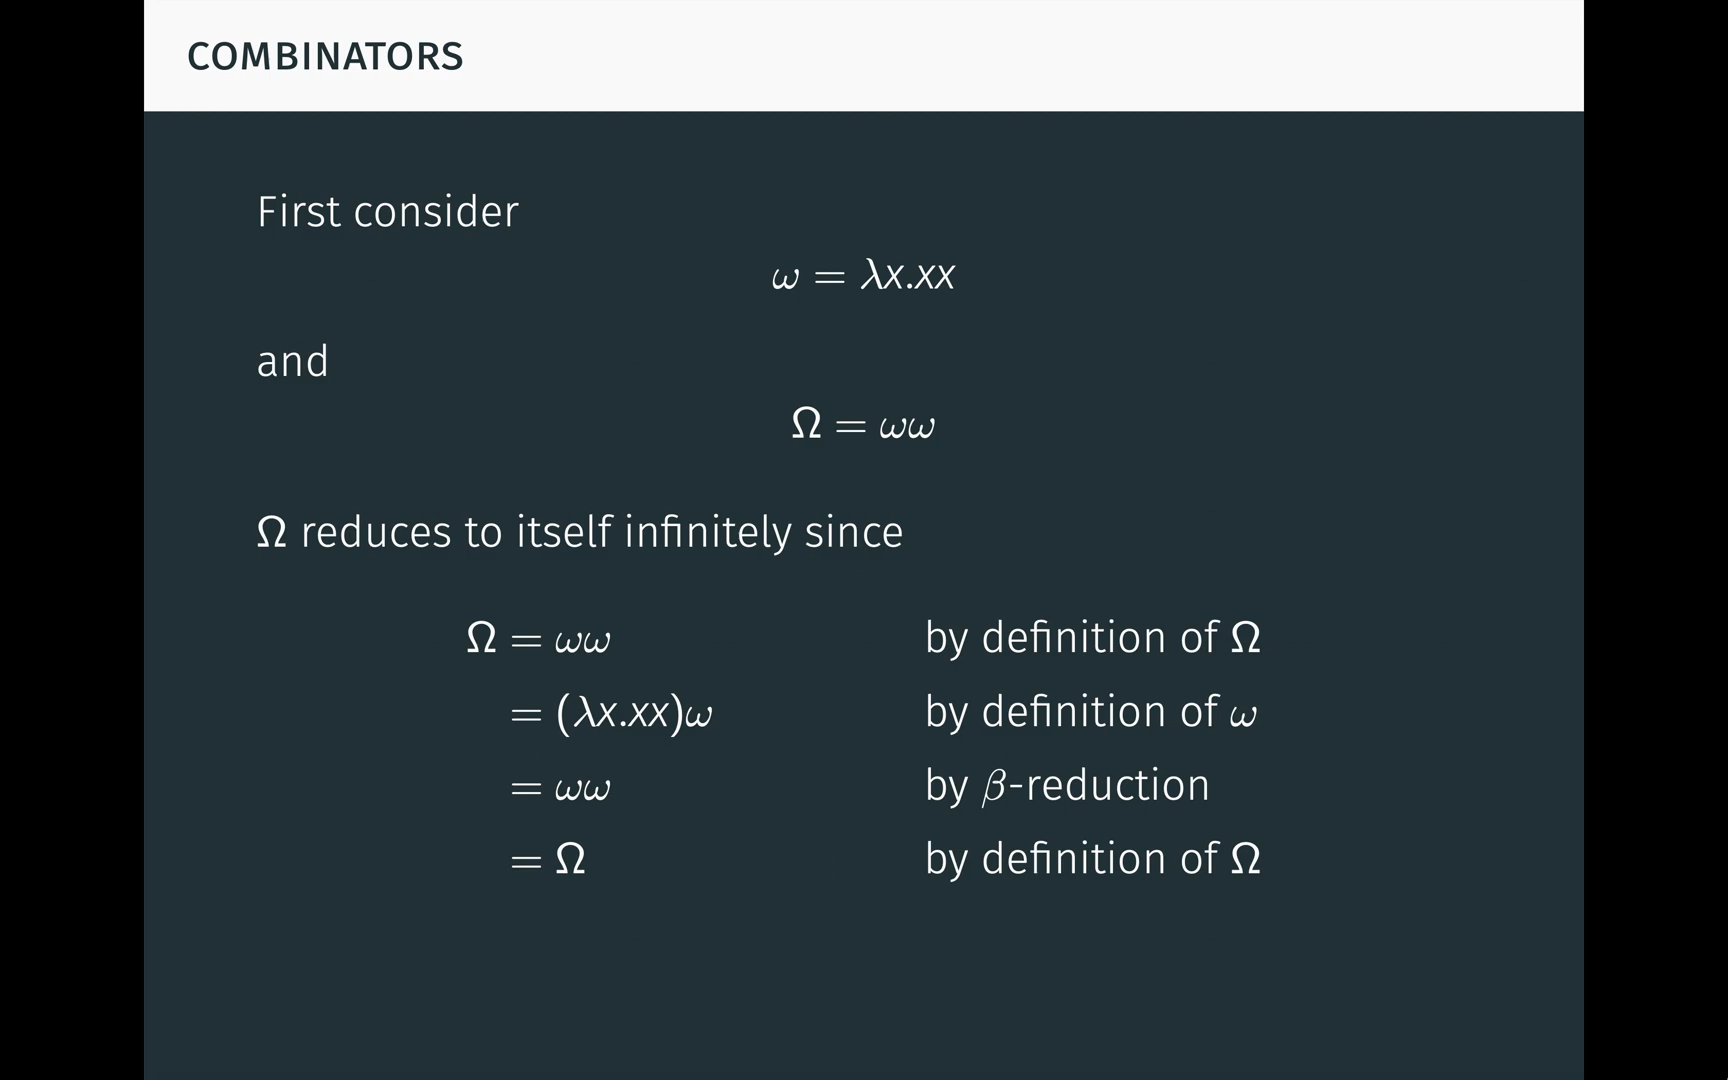 COMBINATORS
First consider
ω = λx.xx
and
Ω = ωω
Ω reduces to itself infinitely since
Ω = ωω by definition of Ω
= (λx.xx)ω by definition of ω
= ωω by β-reduction
= Ω by definition of Ω